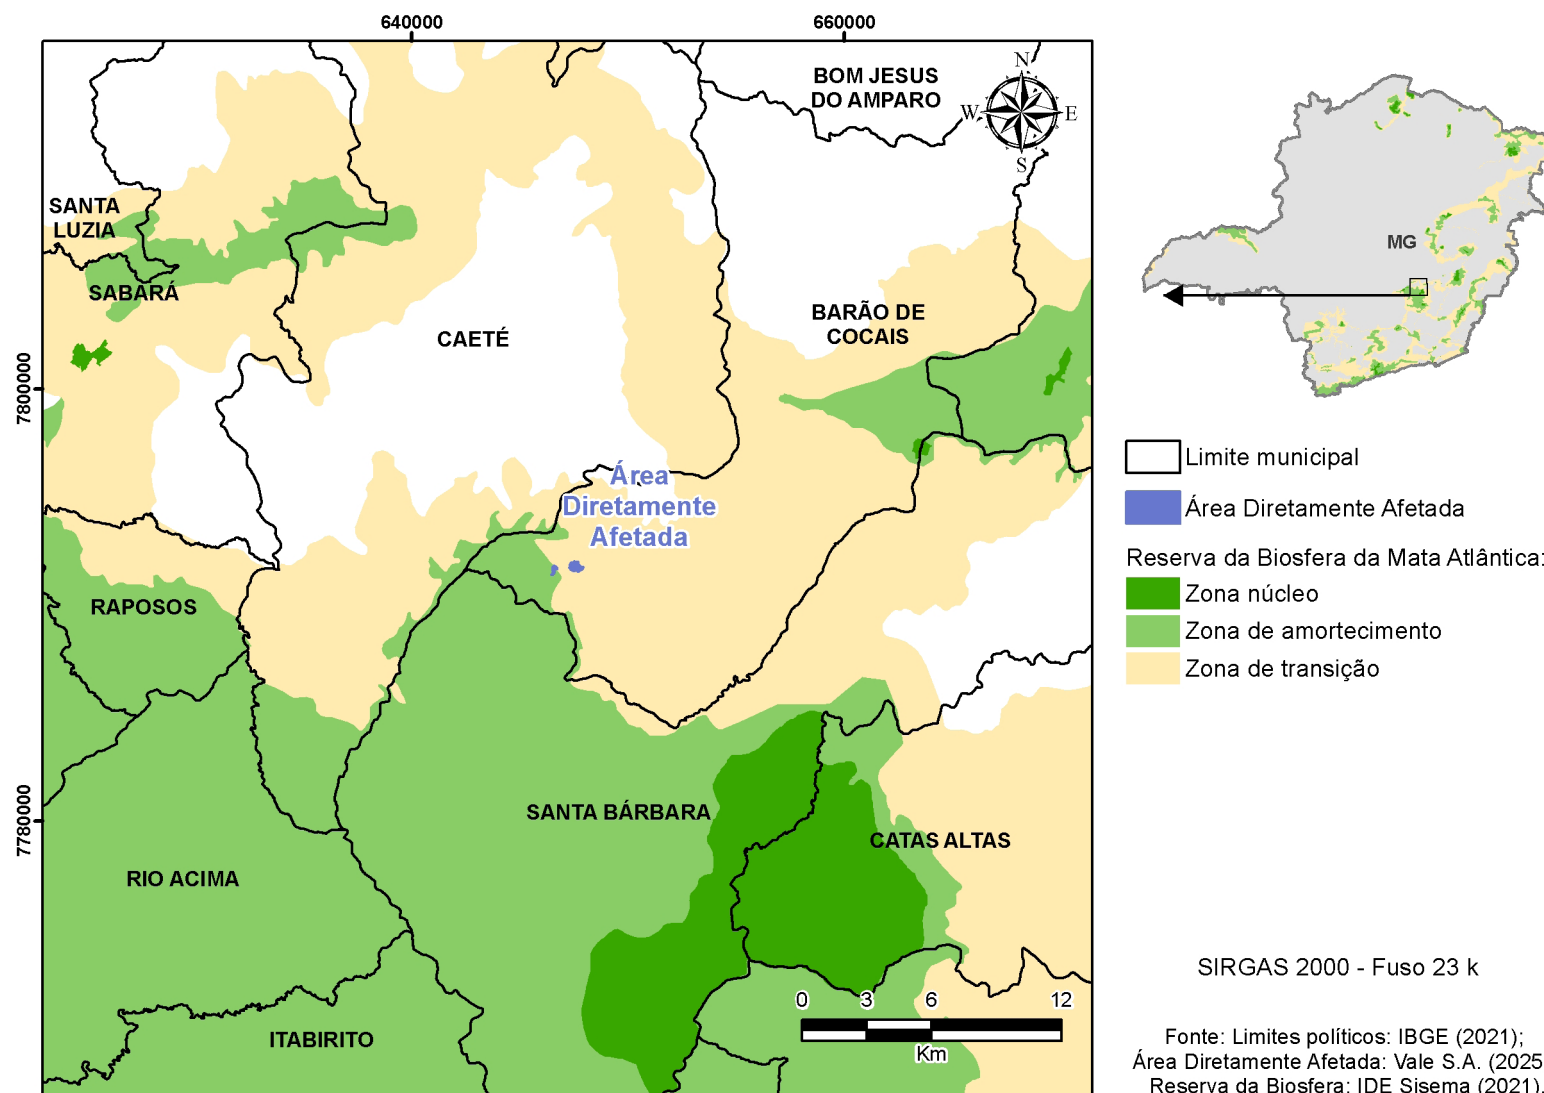 640000
660000
7800000
7780000
BOM JESUS
DO AMPARO
N
W
E
S
SANTA
LUZIA
SABARÁ
CAETÉ
BARÃO DE
COCAIS
Área
Diretamente
Afetada
RAPOSOS
SANTA BÁRBARA
CATAS ALTAS
RIO ACIMA
ITABIRITO
0 3 6 12
Km
MG
Limite municipal
Área Diretamente Afetada
Reserva da Biosfera da Mata Atlântica:
Zona núcleo
Zona de amortecimento
Zona de transição
SIRGAS 2000 - Fuso 23 k
Fonte: Limites políticos: IBGE (2021);
Área Diretamente Afetada: Vale S.A. (2025
Reserva da Biosfera: IDE Sisema (2021).